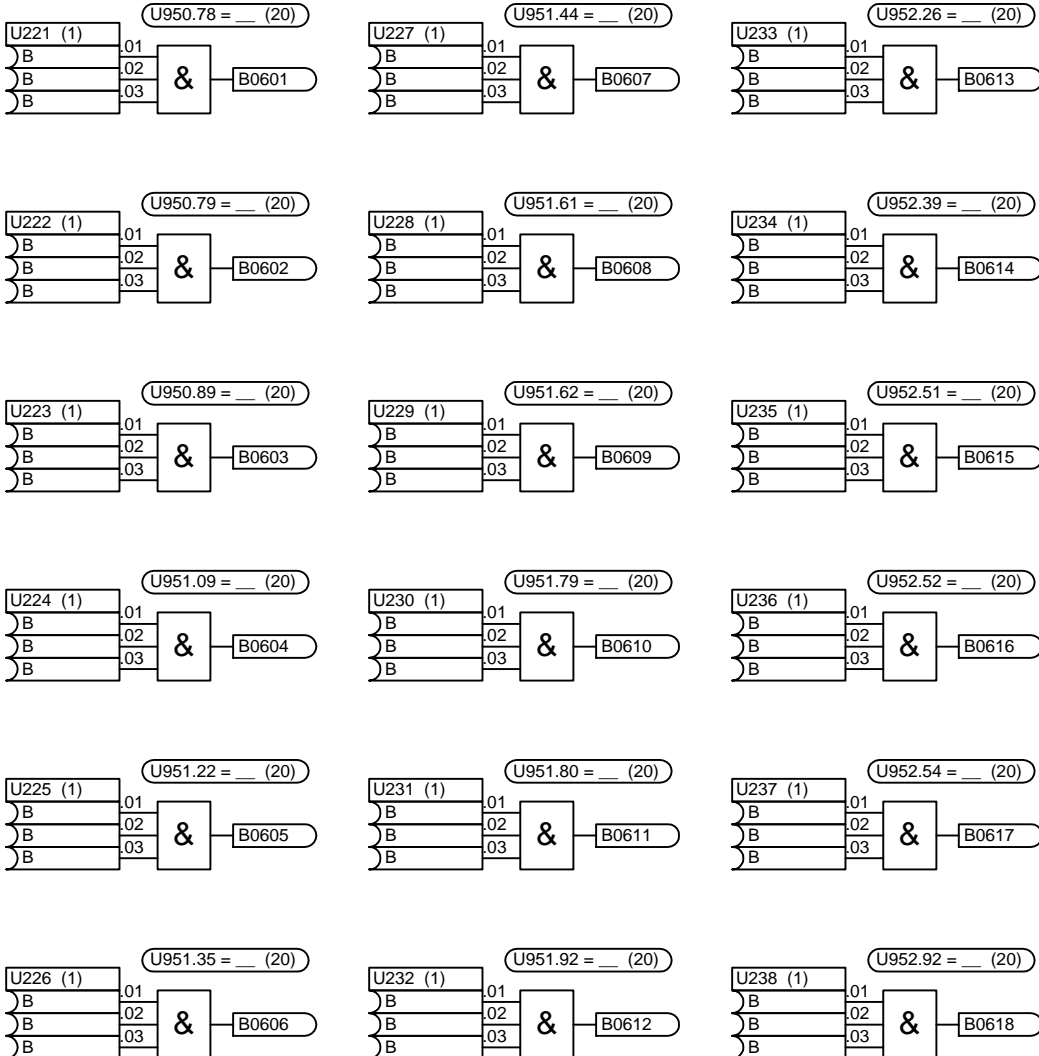 U950.78 = __ (20)
U221 (1)
B .01
B .02
B .03
&
B0601
U951.44 = __ (20)
U227 (1)
B .01
B .02
B .03
&
B0607
U952.26 = __ (20)
U233 (1)
B .01
B .02
B .03
&
B0613
U950.79 = __ (20)
U222 (1)
B .01
B .02
B .03
&
B0602
U951.61 = __ (20)
U228 (1)
B .01
B .02
B .03
&
B0608
U952.39 = __ (20)
U234 (1)
B .01
B .02
B .03
&
B0614
U950.89 = __ (20)
U223 (1)
B .01
B .02
B .03
&
B0603
U951.62 = __ (20)
U229 (1)
B .01
B .02
B .03
&
B0609
U952.51 = __ (20)
U235 (1)
B .01
B .02
B .03
&
B0615
U951.09 = __ (20)
U224 (1)
B .01
B .02
B .03
&
B0604
U951.79 = __ (20)
U230 (1)
B .01
B .02
B .03
&
B0610
U952.52 = __ (20)
U236 (1)
B .01
B .02
B .03
&
B0616
U951.22 = __ (20)
U225 (1)
B .01
B .02
B .03
&
B0605
U951.80 = __ (20)
U231 (1)
B .01
B .02
B .03
&
B0611
U952.54 = __ (20)
U237 (1)
B .01
B .02
B .03
&
B0617
U951.35 = __ (20)
U226 (1)
B .01
B .02
B .03
&
B0606
U951.92 = __ (20)
U232 (1)
B .01
B .02
B .03
&
B0612
U952.92 = __ (20)
U238 (1)
B .01
B .02
B .03
&
B0618